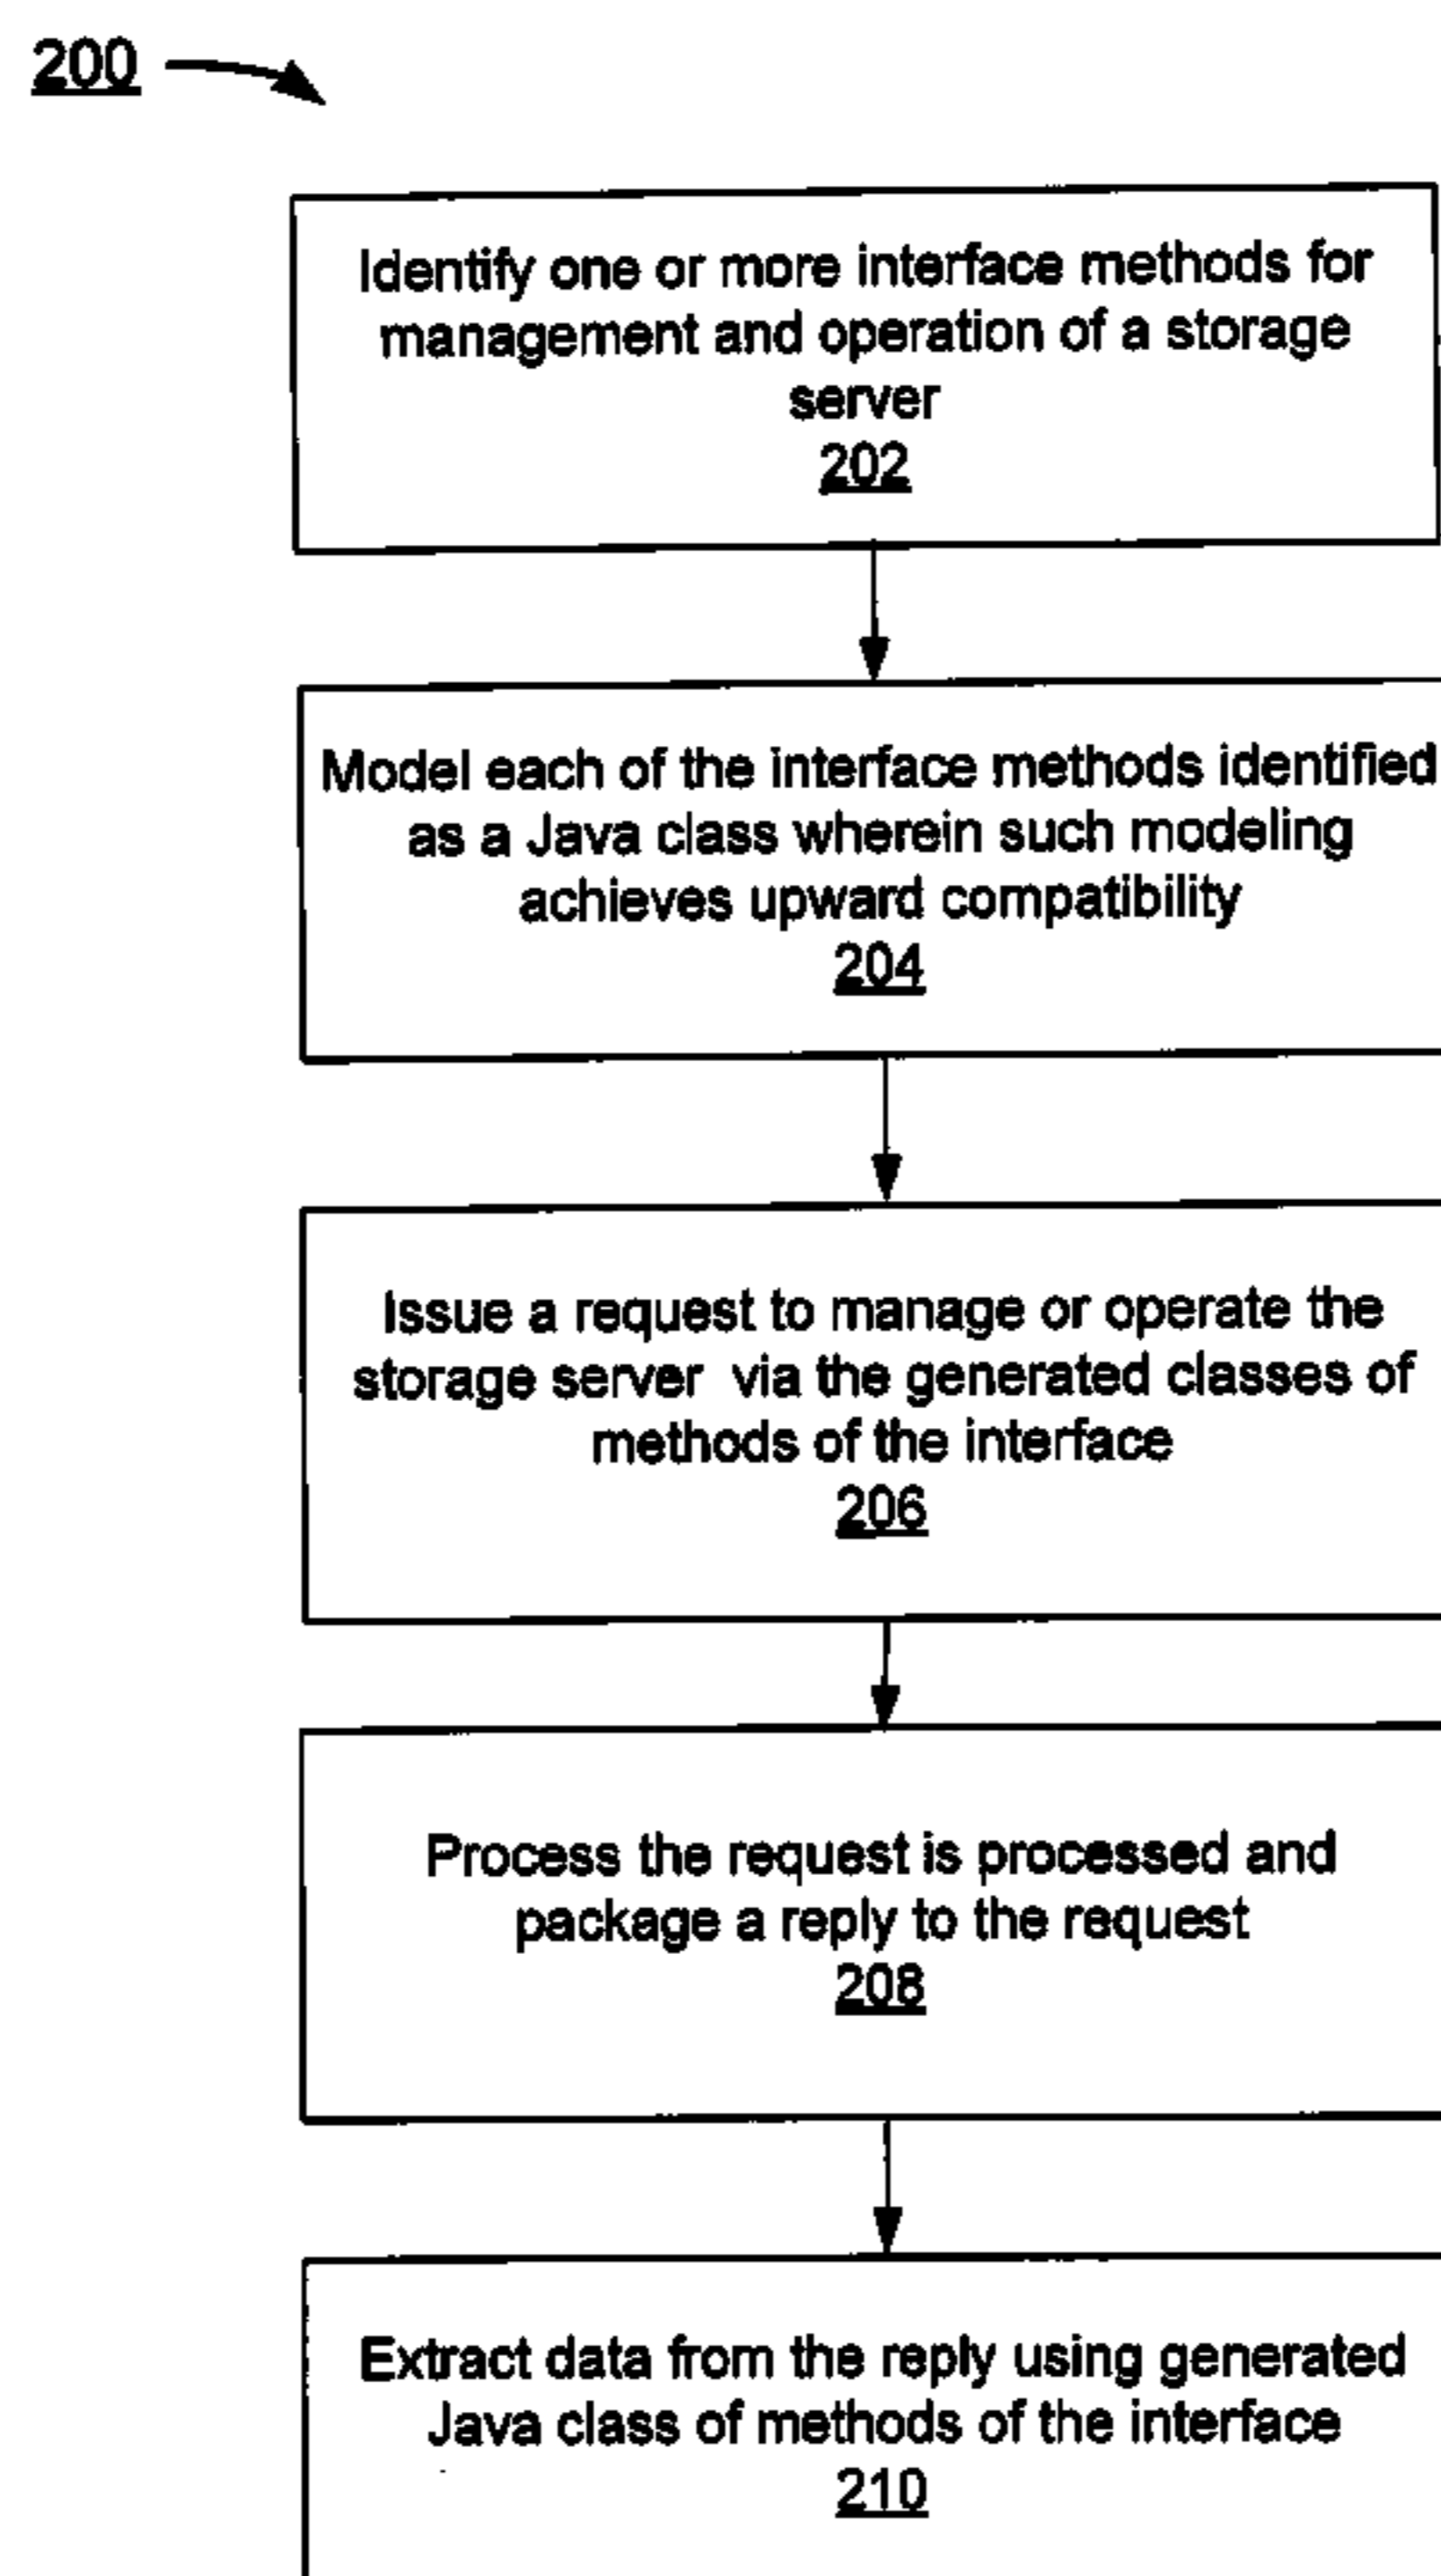 200
Identify one or more interface methods for
management and operation of a storage
server
202
Model each of the interface methods identified
as a Java class wherein such modeling
achieves upward compatibility
204
Issue a request to manage or operate the
storage server via the generated classes of
methods of the interface
206
Process the request is processed and
package a reply to the request
208
Extract data from the reply using generated
Java class of methods of the interface
210